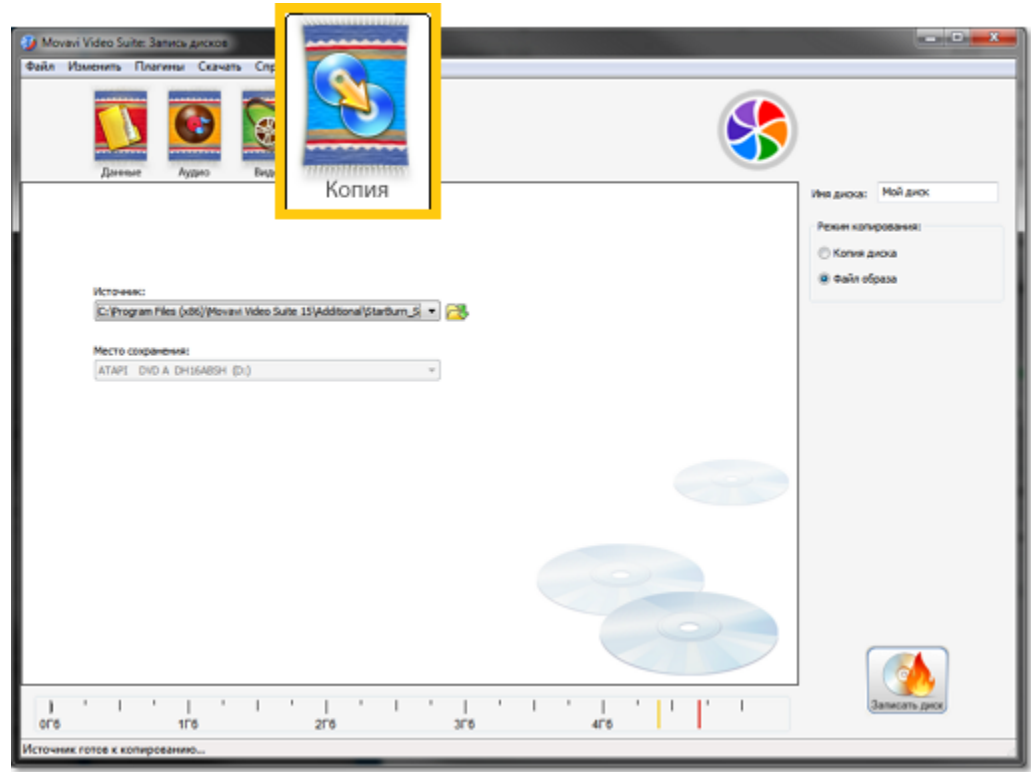 Movavi Video Suite: Запись дисков
Файл Изменить Плагины Скачать
Данные Аудио
Копия
Имя диска: Мой диск
Режим копирования:
Копия диска
Файл образа
Источник:
C:\Program Files (x86)\Movavi Video Suite 15\Additional\StarBurn_S
Место сохранения:
ATAPI DVD A DH16ABSH (D:)
Записать диск
0Гб 1Гб 2Гб 3Гб 4Гб
Источник готов к копированию...